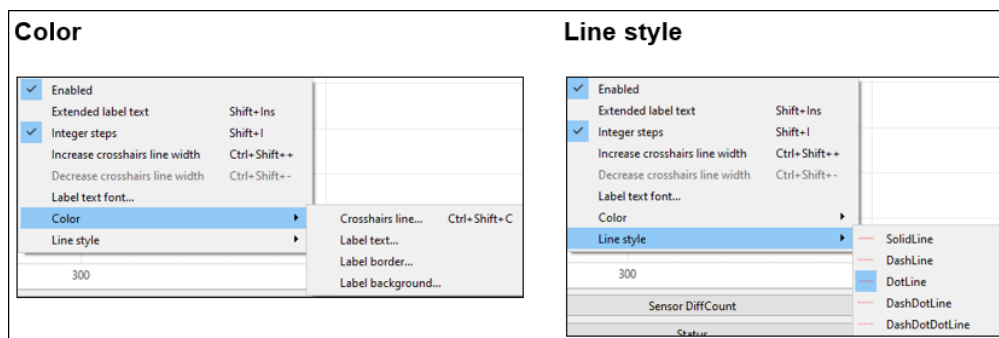 Color
Enabled
Extended label text Shift+Ins
Integer steps Shift+I
Increase crosshairs line width Ctrl+Shift++
Decrease crosshairs line width Ctrl+Shift+-
Label text font...
Color
Line style
Crosshairs line... Ctrl+Shift+C
Label text...
Label border...
Label background...
300
Line style
Enabled
Extended label text Shift+Ins
Integer steps Shift+I
Increase crosshairs line width Ctrl+Shift++
Decrease crosshairs line width Ctrl+Shift+-
Label text font...
Color
Line style
SolidLine
DashLine
DotLine
DashDotLine
DashDotDotLine
300
Sensor DiffCount
Status